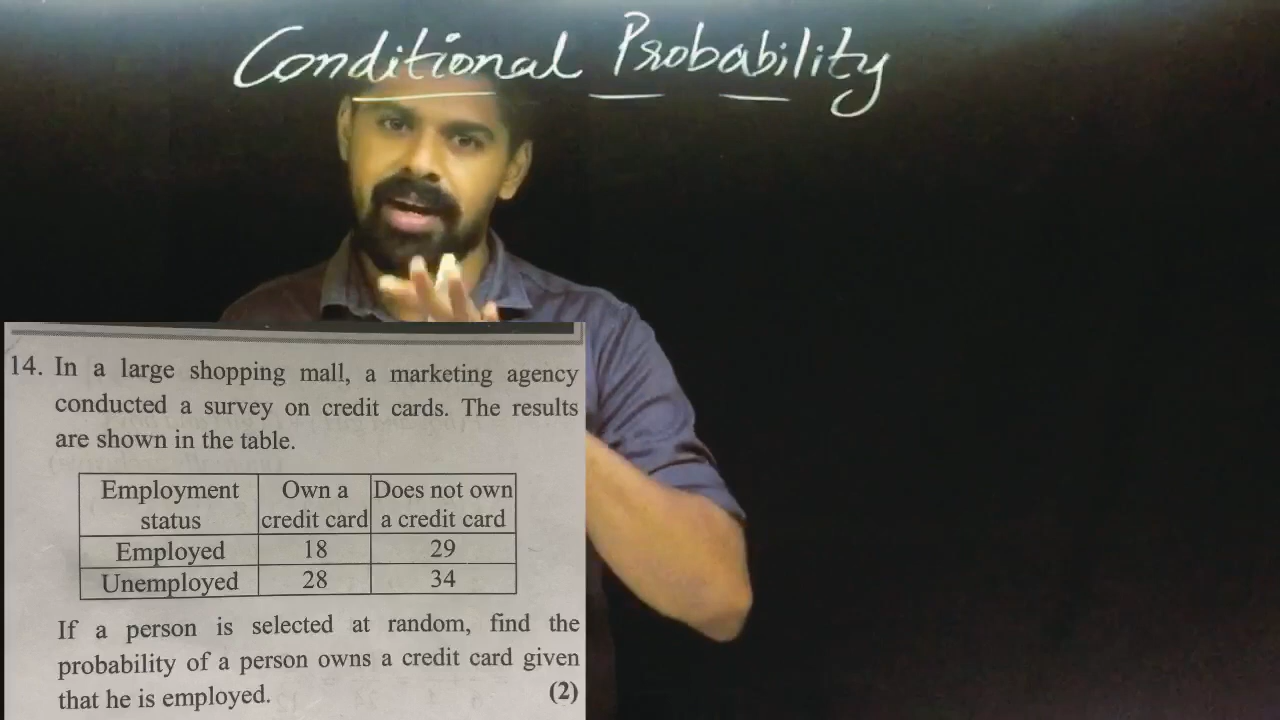 Conditional Probability
14. In a large shopping mall, a marketing agency
conducted a survey on credit cards. The results
are shown in the table.
Employment status | Own a credit card | Does not own a credit card
Employed | 18 | 29
Unemployed | 28 | 34
If a person is selected at random, find the
probability of a person owns a credit card given
that he is employed. (2)